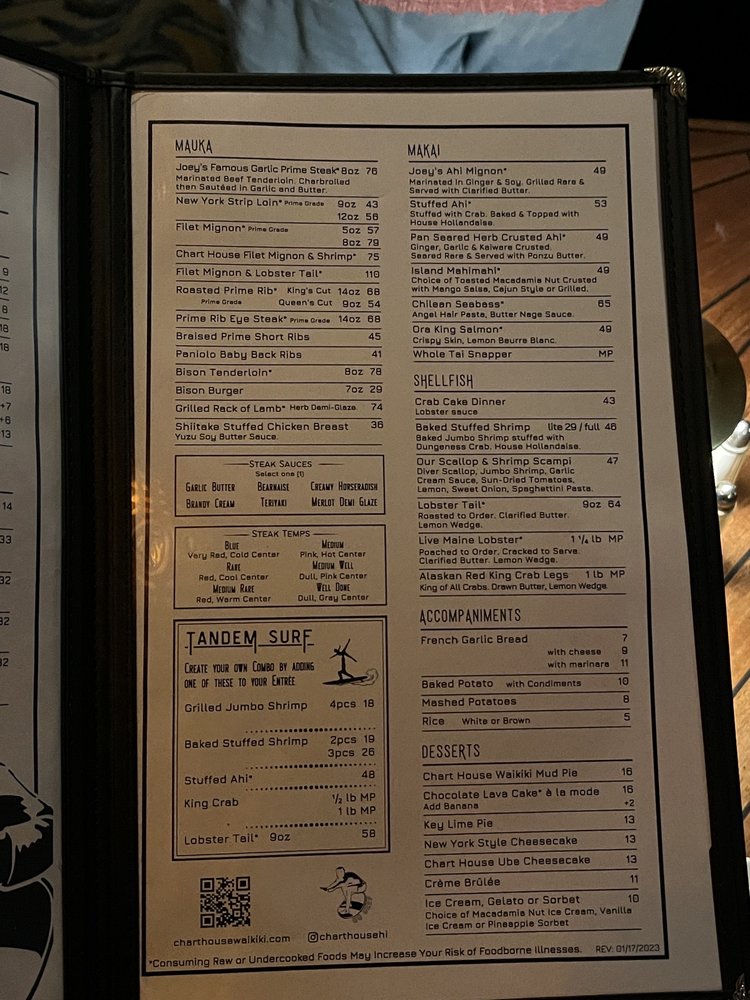 9
12
8
18
18
18
+7
+6
13
14
33
32
32
32
MAUKA
Joey's Famous Garlic Prime Steak* 8oz 76
Marinated Beef Tenderloin. Charbroiled
then Sautéed in Garlic and Butter.
New York Strip Loin* Prime Grade 9oz 43
12oz 56
Filet Mignon* Prime Grade 5oz 57
8oz 79
Chart House Filet Mignon & Shrimp* 75
Filet Mignon & Lobster Tail* 110
Roasted Prime Rib* King's Cut 14oz 68
Prime Grade Queen's Cut 9oz 54
Prime Rib Eye Steak* Prime Grade 14oz 68
Braised Prime Short Ribs 45
Paniolo Baby Back Ribs 41
Bison Tenderloin* 8oz 78
Bison Burger 7oz 29
Grilled Rack of Lamb* Herb Demi-Glaze. 74
Shiitake Stuffed Chicken Breast 36
Yuzu Soy Butter Sauce.
STEAK SAUCES
Select one [1]
GARLIC BUTTER BEARNAISE CREAMY HORSERADISH
BRANDY CREAM TERIYAKI MERLOT DEMI GLAZE
STEAK TEMPS
BLUE MEDIUM
Very Red, Cold Center Pink, Hot Center
RARE MEDIUM WELL
Red, Cool Center Dull, Pink Center
MEDIUM RARE WELL DONE
Red, Warm Center Dull, Gray Center
TANDEM SURF
CREATE YOUR OWN COMBO BY ADDING
ONE OF THESE TO YOUR ENTRÉE
Grilled Jumbo Shrimp 4pcs 18
Baked Stuffed Shrimp 2pcs 19
3pcs 26
Stuffed Ahi* 48
King Crab ½ lb MP
1 lb MP
Lobster Tail* 9oz 58
charthousewaikiki.com charthousehi
MAKAI
Joey's Ahi Mignon* 49
Marinated in Ginger & Soy. Grilled Rare &
Served with Clarified Butter.
Stuffed Ahi* 53
Stuffed with Crab. Baked & Topped with
House Hollandaise.
Pan Seared Herb Crusted Ahi* 49
Ginger, Garlic & Kaiware Crusted.
Seared Rare & Served with Ponzu Butter.
Island Mahimahi* 49
Choice of Toasted Macadamia Nut Crusted
with Mango Salsa, Cajun Style or Grilled.
Chilean Seabass* 65
Angel Hair Pasta, Butter Nage Sauce.
Ora King Salmon* 49
Crispy Skin, Lemon Beurre Blanc.
Whole Tai Snapper MP
SHELLFISH
Crab Cake Dinner 43
Lobster sauce
Baked Stuffed Shrimp lite 29 / full 46
Baked Jumbo Shrimp stuffed with
Dungeness Crab. House Hollandaise.
Our Scallop & Shrimp Scampi 47
Diver Scallop, Jumbo Shrimp, Garlic
Cream Sauce, Sun-Dried Tomatoes,
Lemon, Sweet Onion, Spaghettini Pasta.
Lobster Tail* 9oz 64
Roasted to Order. Clarified Butter.
Lemon Wedge.
Live Maine Lobster* 1 ¼ lb MP
Poached to Order. Cracked to Serve.
Clarified Butter. Lemon Wedge.
Alaskan Red King Crab Legs 1 lb MP
King of All Crabs. Drawn Butter, Lemon Wedge.
ACCOMPANIMENTS
French Garlic Bread 7
with cheese 9
with marinara 11
Baked Potato with Condiments 10
Mashed Potatoes 8
Rice White or Brown 5
DESSERTS
Chart House Waikiki Mud Pie 16
Chocolate Lava Cake* à la mode 16
Add Banana +2
Key Lime Pie 13
New York Style Cheesecake 13
Chart House Ube Cheesecake 13
Crème Brûlée 11
Ice Cream, Gelato or Sorbet 10
Choice of Macadamia Nut Ice Cream, Vanilla
Ice Cream or Pineapple Sorbet
*Consuming Raw or Undercooked Foods May Increase Your Risk of Foodborne Illnesses. REV: 01/17/2023